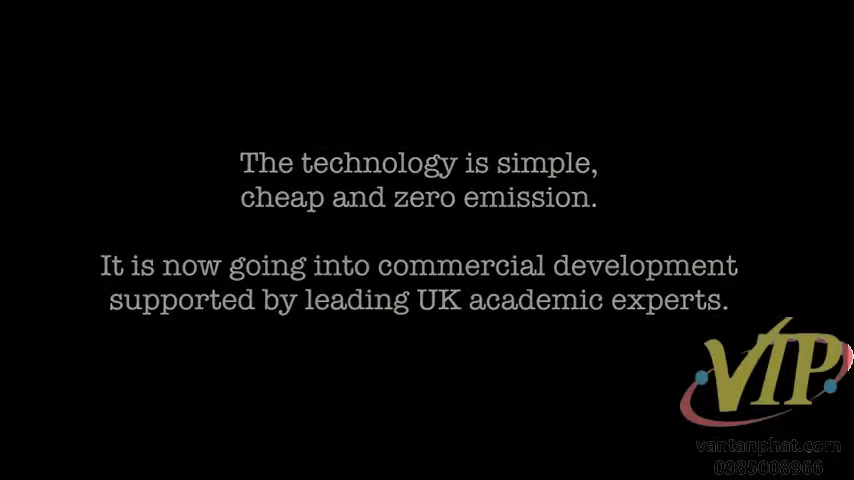 The technology is simple,
cheap and zero emission.
It is now going into commercial development
supported by leading UK academic experts.
VIP
vantanphat.com
0985008966